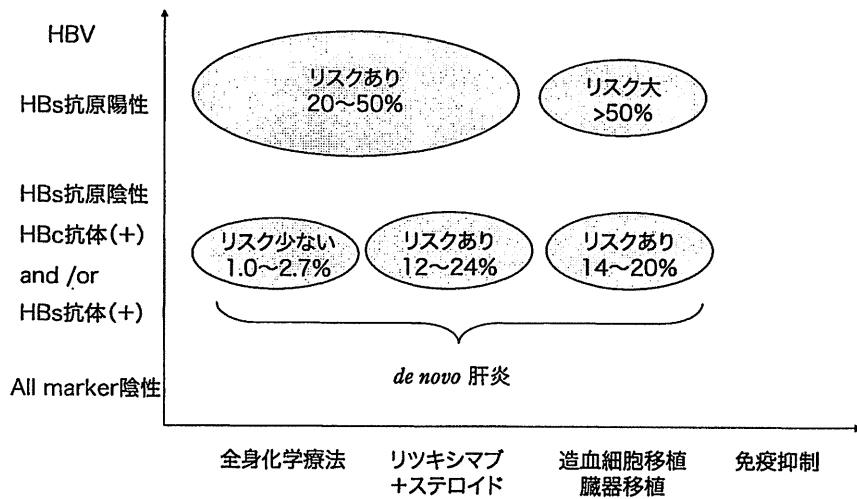 HBV
HBs抗原陽性
リスクあり
20〜50%
リスク大
>50%
HBs抗原陰性
HBc抗体(+)
and /or
HBs抗体(+)
リスク少ない
1.0〜2.7%
リスクあり
12〜24%
リスクあり
14〜20%
de novo 肝炎
All marker陰性
全身化学療法
リツキシマブ
+ステロイド
造血細胞移植
臓器移植
免疫抑制